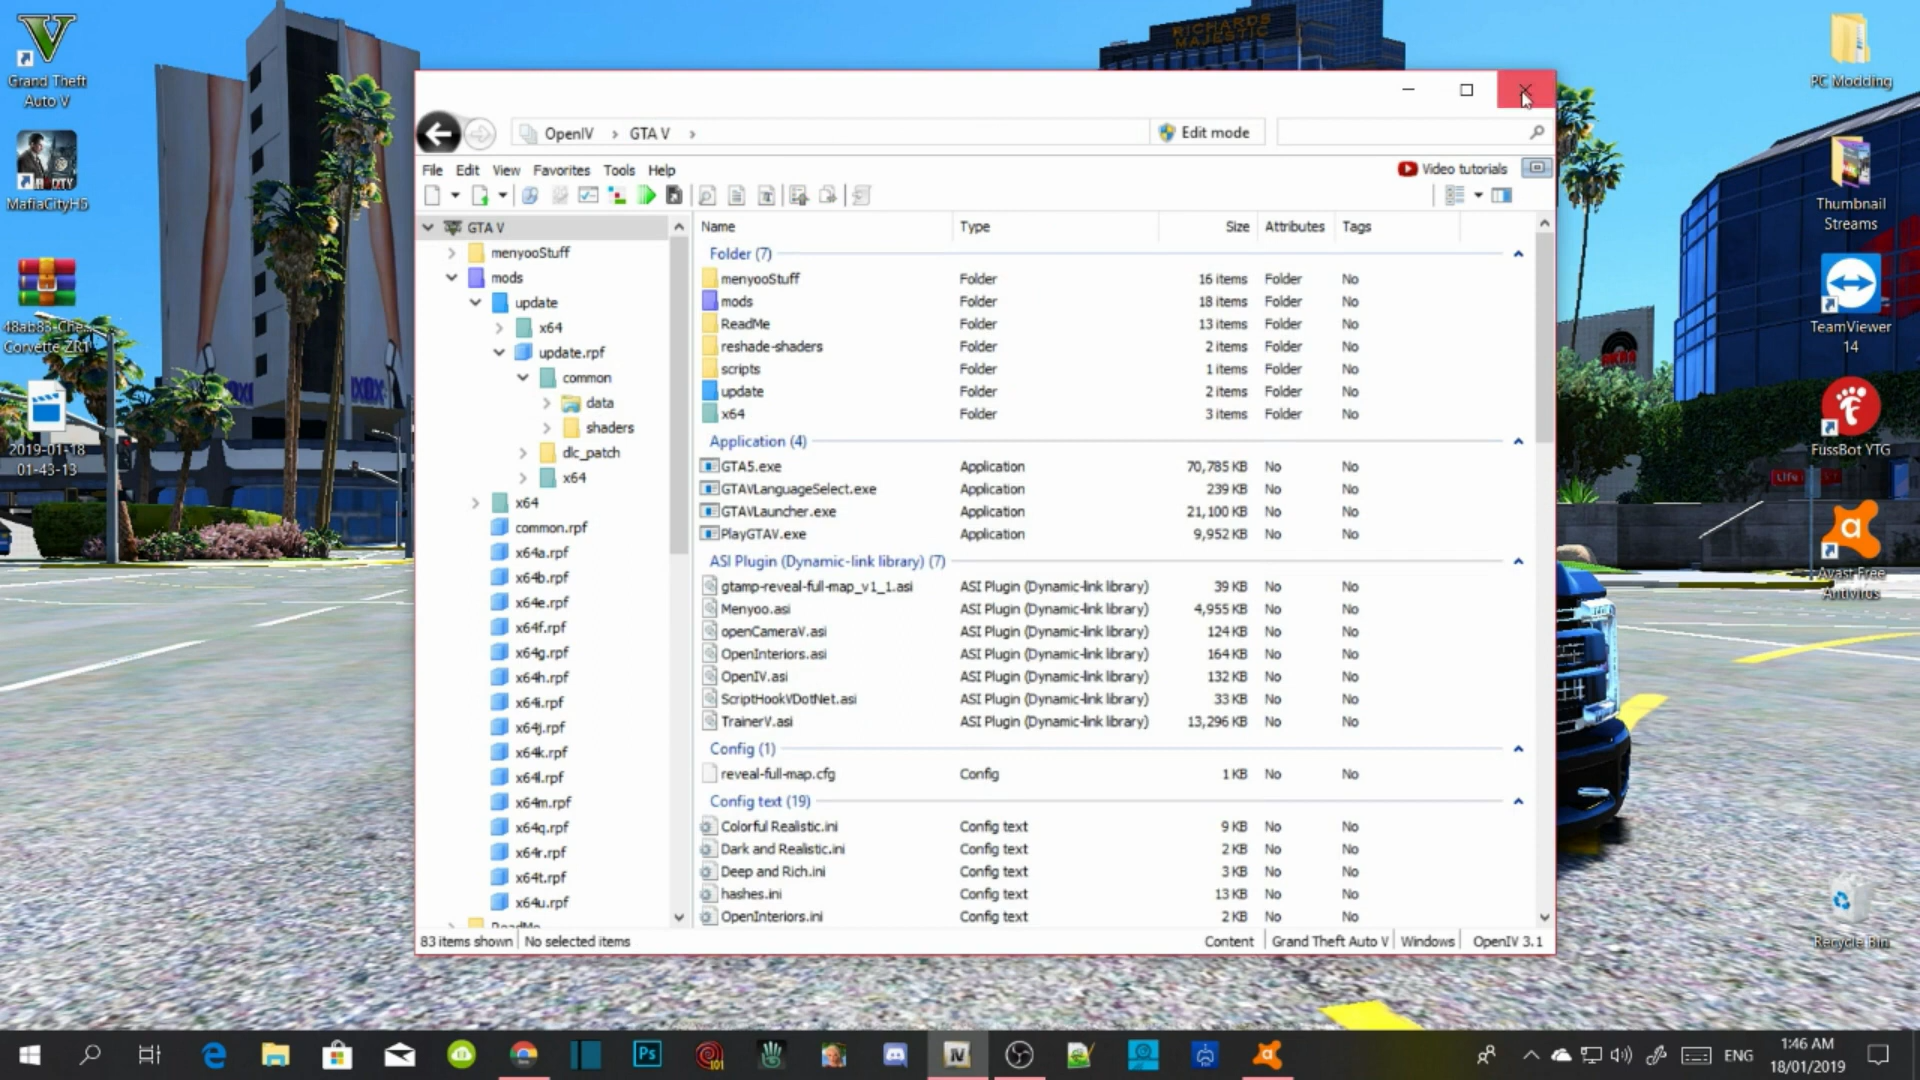 RICHARDS
MAJESTIC
Grand Theft
Auto V
MafiaCityH5
48ab83-Che...
Corvette ZR1
2019-01-18
01-43-13
OpenIV
GTA V
Edit mode
File
Edit
View
Favorites
Tools
Help
Video tutorials
GTA V
menyooStuff
mods
update
x64
update.rpf
common
data
shaders
dlc_patch
x64
x64
common.rpf
x64a.rpf
x64b.rpf
x64e.rpf
x64f.rpf
x64g.rpf
x64h.rpf
x64i.rpf
x64j.rpf
x64k.rpf
x64l.rpf
x64m.rpf
x64q.rpf
x64r.rpf
x64t.rpf
x64u.rpf
ReadMe
Name Type Size Attributes Tags
Folder (7)
menyooStuff Folder 16 items Folder No
mods Folder 18 items Folder No
ReadMe Folder 13 items Folder No
reshade-shaders Folder 2 items Folder No
scripts Folder 1 items Folder No
update Folder 2 items Folder No
x64 Folder 3 items Folder No
Application (4)
GTA5.exe Application 70,785 KB No No
GTAVLanguageSelect.exe Application 239 KB No No
GTAVLauncher.exe Application 21,100 KB No No
PlayGTAV.exe Application 9,952 KB No No
ASI Plugin (Dynamic-link library) (7)
gtamp-reveal-full-map_v1_1.asi ASI Plugin (Dynamic-link library) 39 KB No No
Menyoo.asi ASI Plugin (Dynamic-link library) 4,955 KB No No
openCameraV.asi ASI Plugin (Dynamic-link library) 124 KB No No
OpenInteriors.asi ASI Plugin (Dynamic-link library) 164 KB No No
OpenIV.asi ASI Plugin (Dynamic-link library) 132 KB No No
ScriptHookVDotNet.asi ASI Plugin (Dynamic-link library) 33 KB No No
TrainerV.asi ASI Plugin (Dynamic-link library) 13,296 KB No No
Config (1)
reveal-full-map.cfg Config 1 KB No No
Config text (19)
Colorful Realistic.ini Config text 9 KB No No
Dark and Realistic.ini Config text 2 KB No No
Deep and Rich.ini Config text 3 KB No No
hashes.ini Config text 13 KB No No
OpenInteriors.ini Config text 2 KB No No
83 items shown
No selected items
Content
Grand Theft Auto V
Windows
OpenIV 3.1
PC Modding
Thumbnail
Streams
TeamViewer
14
FussBot YTG
Avast Free
Antivirus
Recycle Bin
Ps
101
IV
ENG
1:46 AM
18/01/2019